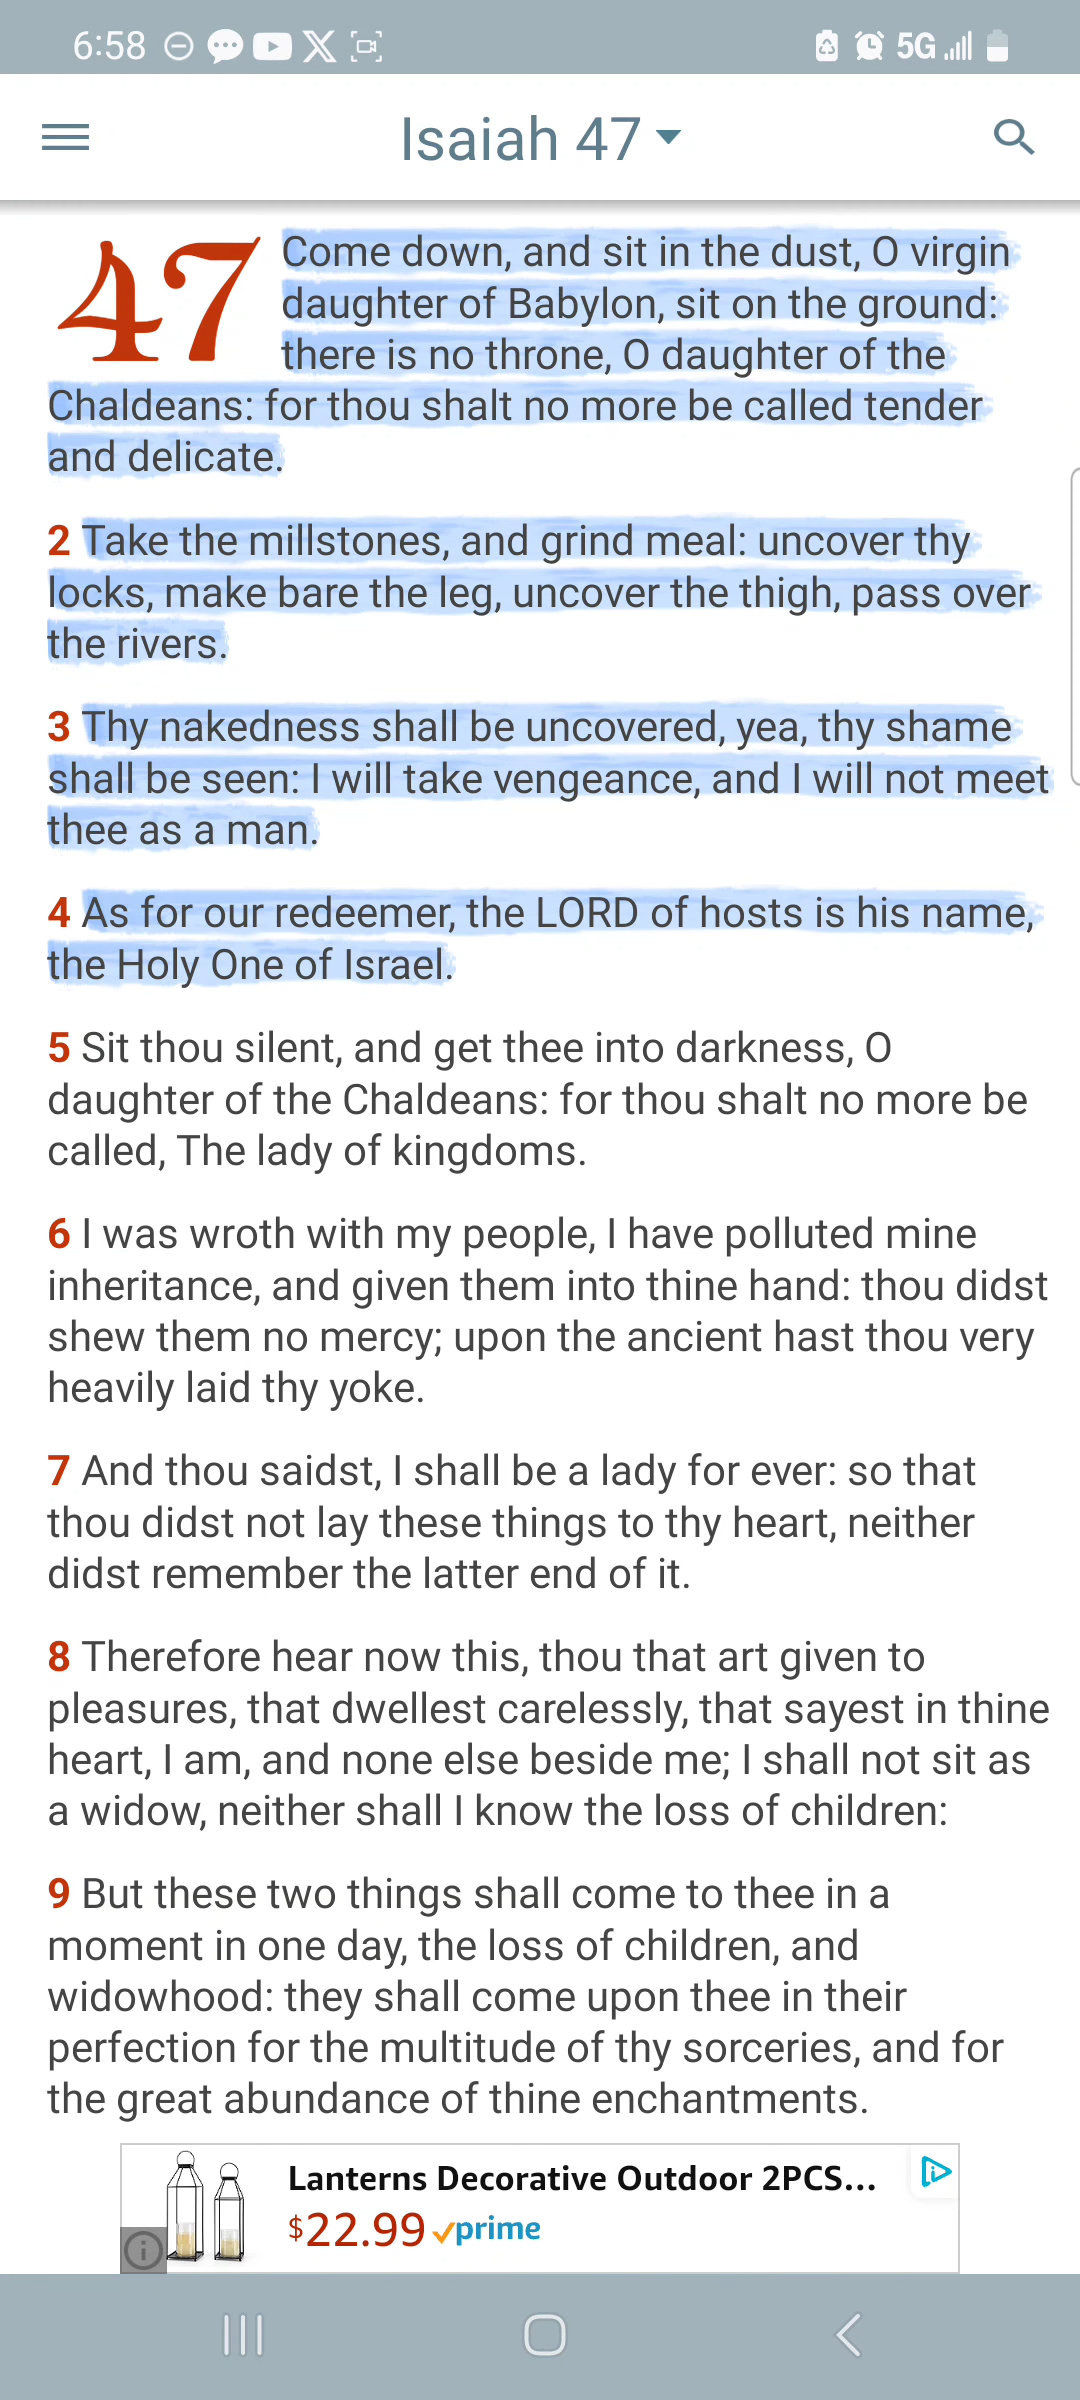 6:58
5G
Isaiah 47
47 Come down, and sit in the dust, O virgin
daughter of Babylon, sit on the ground:
there is no throne, O daughter of the
Chaldeans: for thou shalt no more be called tender
and delicate.
2 Take the millstones, and grind meal: uncover thy
locks, make bare the leg, uncover the thigh, pass over
the rivers.
3 Thy nakedness shall be uncovered, yea, thy shame
shall be seen: I will take vengeance, and I will not meet
thee as a man.
4 As for our redeemer, the LORD of hosts is his name,
the Holy One of Israel.
5 Sit thou silent, and get thee into darkness, O
daughter of the Chaldeans: for thou shalt no more be
called, The lady of kingdoms.
6 I was wroth with my people, I have polluted mine
inheritance, and given them into thine hand: thou didst
shew them no mercy; upon the ancient hast thou very
heavily laid thy yoke.
7 And thou saidst, I shall be a lady for ever: so that
thou didst not lay these things to thy heart, neither
didst remember the latter end of it.
8 Therefore hear now this, thou that art given to
pleasures, that dwellest carelessly, that sayest in thine
heart, I am, and none else beside me; I shall not sit as
a widow, neither shall I know the loss of children:
9 But these two things shall come to thee in a
moment in one day, the loss of children, and
widowhood: they shall come upon thee in their
perfection for the multitude of thy sorceries, and for
the great abundance of thine enchantments.
Lanterns Decorative Outdoor 2PCS...
$22.99 prime